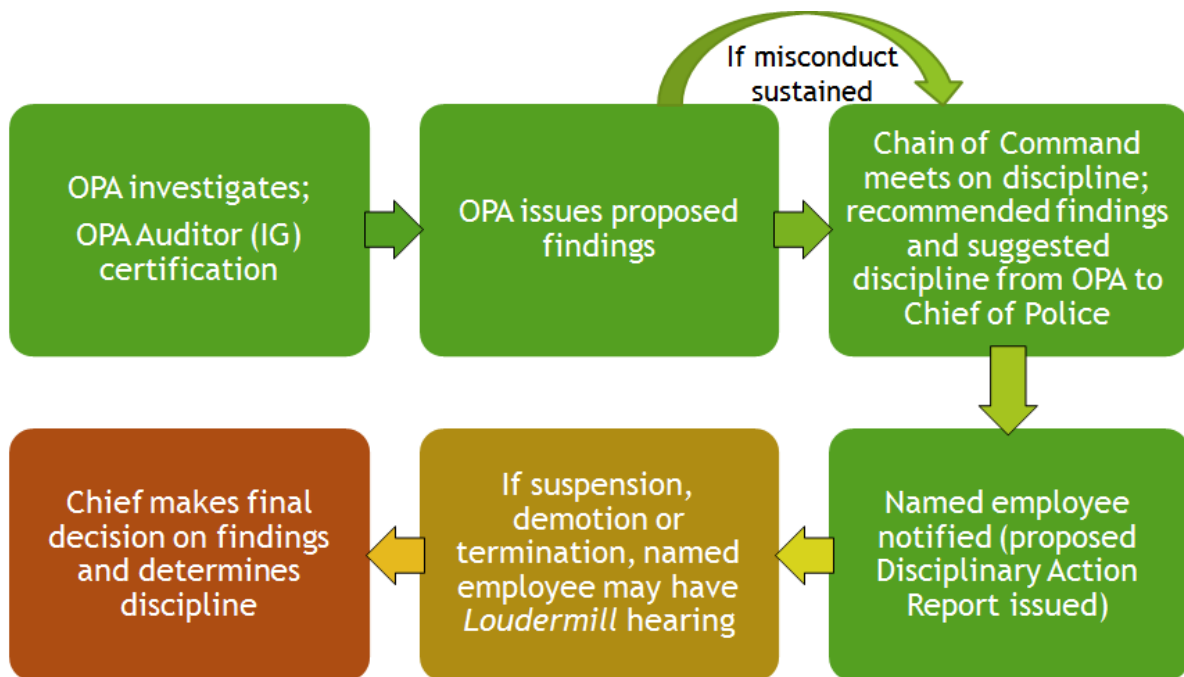 If misconduct
sustained
OPA investigates;
OPA Auditor (IG)
certification
OPA issues proposed
findings
Chain of Command
meets on discipline;
recommended findings
and suggested
discipline from OPA to
Chief of Police
Named employee
notified (proposed
Disciplinary Action
Report issued)
If suspension,
demotion or
termination, named
employee may have
Loudermill hearing
Chief makes final
decision on findings
and determines
discipline